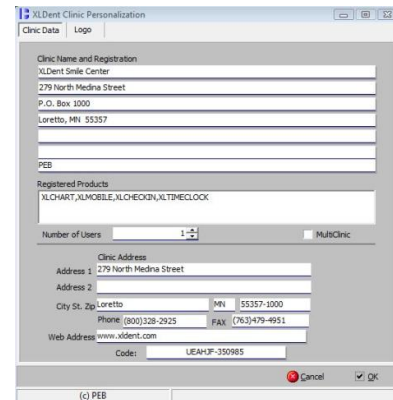 XLDent Clinic Personalization
Clinic Data Logo
Clinic Name and Registration
XLDent Smile Center
279 North Medina Street
P.O. Box 1000
Loretto, MN 55357
PEB
Registered Products
XLCHART,XLMOBILE,XLCHECKIN,XLTIMECLOCK
Number of Users 1 MultiClinic
Clinic Address
Address 1 279 North Medina Street
Address 2
City St. Zip Loretto MN 55357-1000
Phone (800)328-2925 FAX (763)479-4951
Web Address www.xldent.com
Code: UEAHJF-350985
Cancel OK
(c) PEB